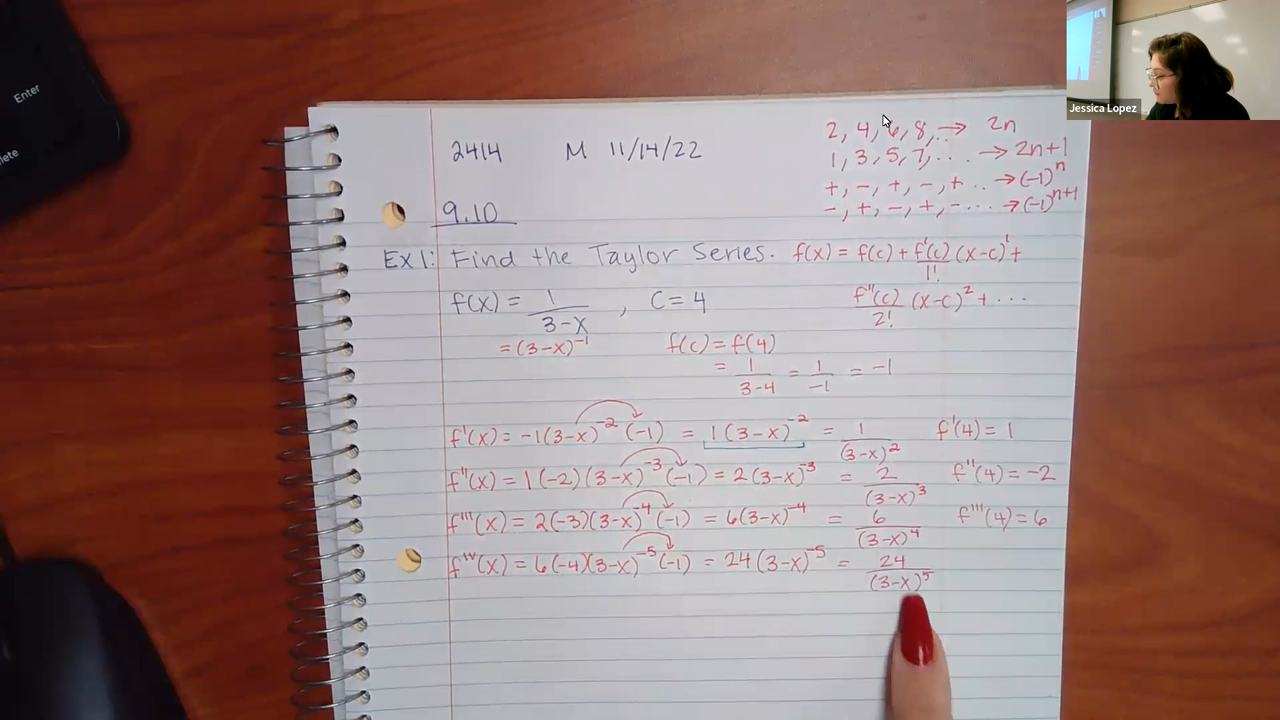 Enter
lete
Jessica Lopez
2414 M 11/14/22
2, 4, 6, 8, ... → 2n
1, 3, 5, 7, ... → 2n+1
+, -, +, -, + .. → (-1)^n
-, +, -, +, - ... → (-1)^{n+1}
9.10
Ex 1: Find the Taylor Series. f(x) = f(c) + f'(c)/1! (x-c)^1 +
f(x) = 1/(3-x) , C = 4 f''(c)/2! (x-c)^2 + ...
= (3-x)^{-1} f(c) = f(4)
= 1/(3-4) = 1/-1 = -1
f'(x) = -1(3-x)^{-2} (-1) = 1(3-x)^{-2} = 1/(3-x)^2 f'(4) = 1
f''(x) = 1(-2)(3-x)^{-3}(-1) = 2(3-x)^{-3} = 2/(3-x)^3 f''(4) = -2
f'''(x) = 2(-3)(3-x)^{-4}(-1) = 6(3-x)^{-4} = 6/(3-x)^4 f'''(4) = 6
f^{iv}(x) = 6(-4)(3-x)^{-5}(-1) = 24(3-x)^{-5} = 24/(3-x)^5